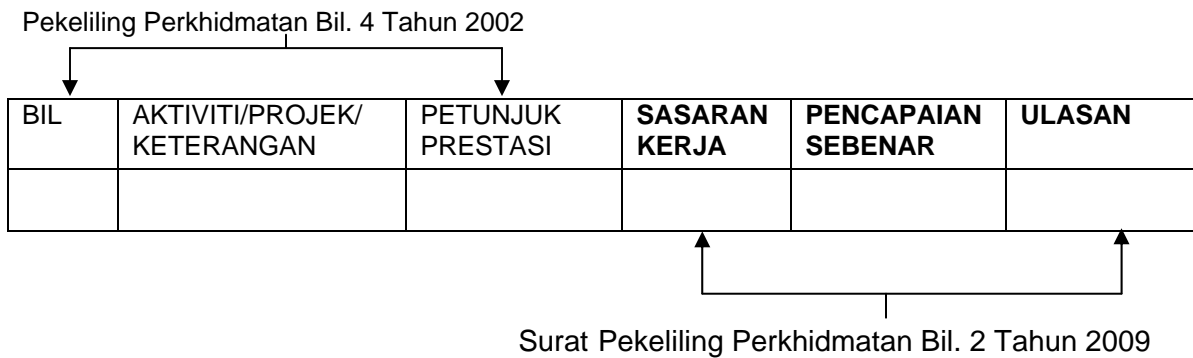 Pekeliling Perkhidmatan Bil. 4 Tahun 2002
BIL AKTIVITI/PROJEK/ PETUNJUK SASARAN PENCAPAIAN ULASAN
KETERANGAN PRESTASI KERJA SEBENAR
Surat Pekeliling Perkhidmatan Bil. 2 Tahun 2009